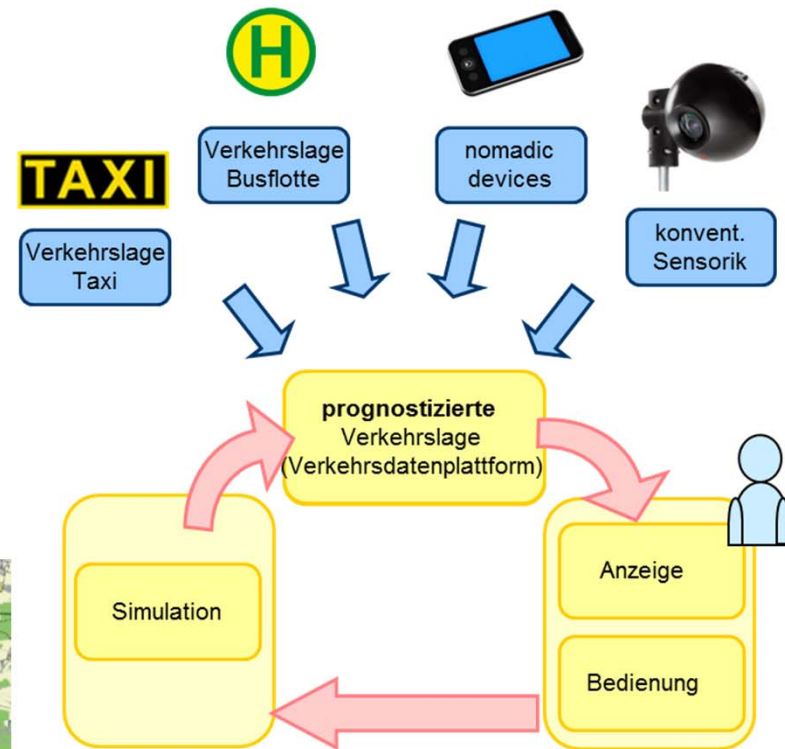 H
TAXI
Verkehrslage
Busflotte
nomadic
devices
Verkehrslage
Taxi
konvent.
Sensorik
prognostizierte
Verkehrslage
(Verkehrsdatenplattform)
Simulation
Anzeige
Bedienung